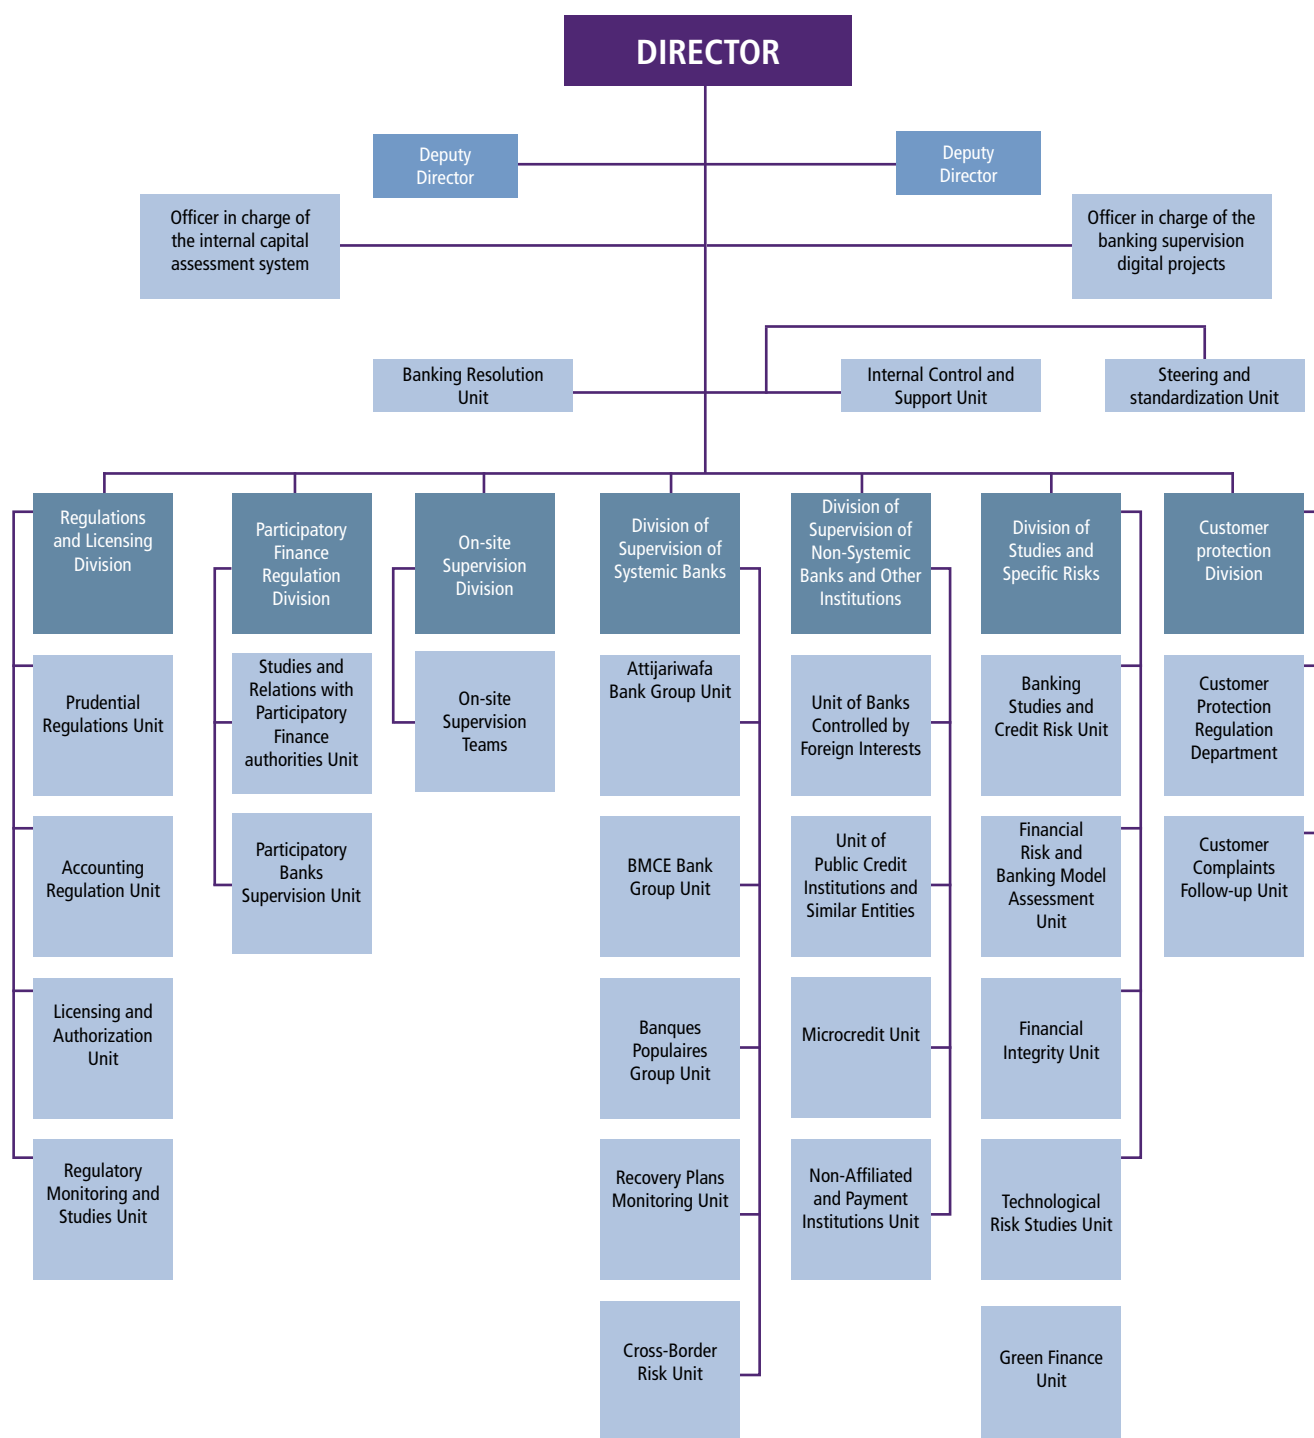 DIRECTOR
Deputy
Director
Deputy
Director
Officer in charge of
the internal capital
assessment system
Officer in charge of the
banking supervision
digital projects
Banking Resolution
Unit
Internal Control and
Support Unit
Steering and
standardization Unit
Regulations
and Licensing
Division
Participatory
Finance
Regulation
Division
On-site
Supervision
Division
Division of
Supervision of
Systemic Banks
Division of
Supervision of
Non-Systemic
Banks and Other
Institutions
Division of
Studies and
Specific Risks
Customer
protection
Division
Prudential
Regulations Unit
Studies and
Relations with
Participatory
Finance
authorities Unit
On-site
Supervision
Teams
Attijariwafa
Bank Group Unit
Unit of Banks
Controlled by
Foreign Interests
Banking
Studies and
Credit Risk Unit
Customer
Protection
Regulation
Department
Accounting
Regulation Unit
Participatory
Banks
Supervision Unit
BMCE Bank
Group Unit
Unit of
Public Credit
Institutions and
Similar Entities
Financial
Risk and
Banking Model
Assessment
Unit
Customer
Complaints
Follow-up Unit
Licensing and
Authorization
Unit
Banques
Populaires
Group Unit
Microcredit Unit
Financial
Integrity Unit
Regulatory
Monitoring and
Studies Unit
Recovery Plans
Monitoring Unit
Non-Affiliated
and Payment
Institutions Unit
Technological
Risk Studies Unit
Cross-Border
Risk Unit
Green Finance
Unit